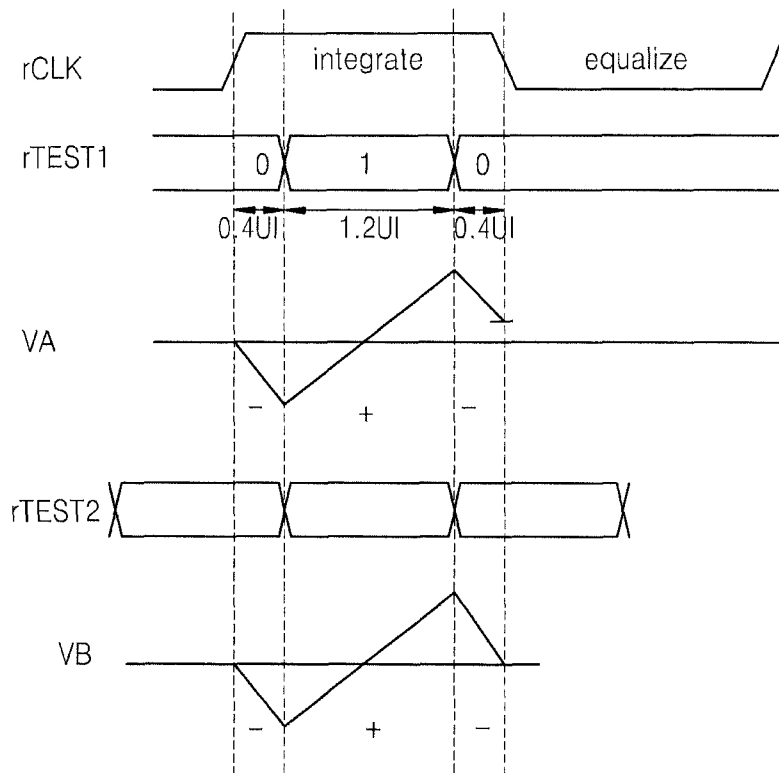 rCLK integrate equalize
rTEST1 0 1 0
0.4UI 1.2UI 0.4UI
VA
- + -
rTEST2
VB
- + -